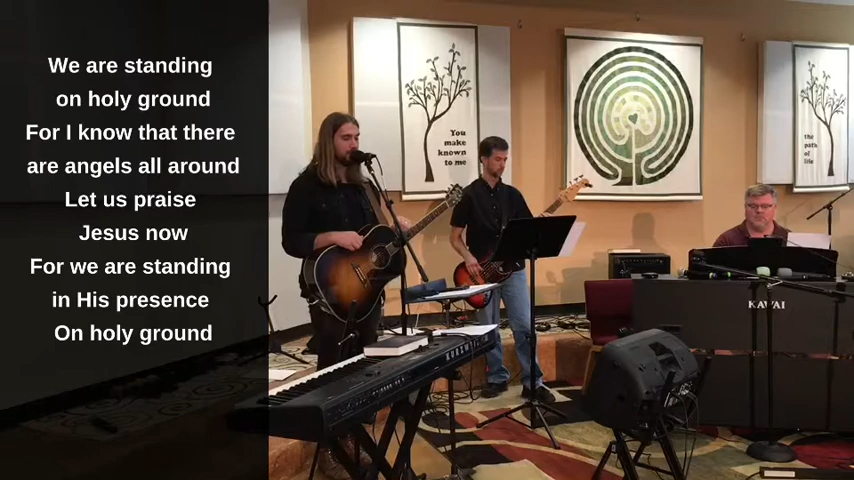 We are standing
on holy ground
For I know that there
are angels all around
Let us praise
Jesus now
For we are standing
in His presence
On holy ground
You
make
known
to me
the
path
of
life
KAWAI
KURZWEIL